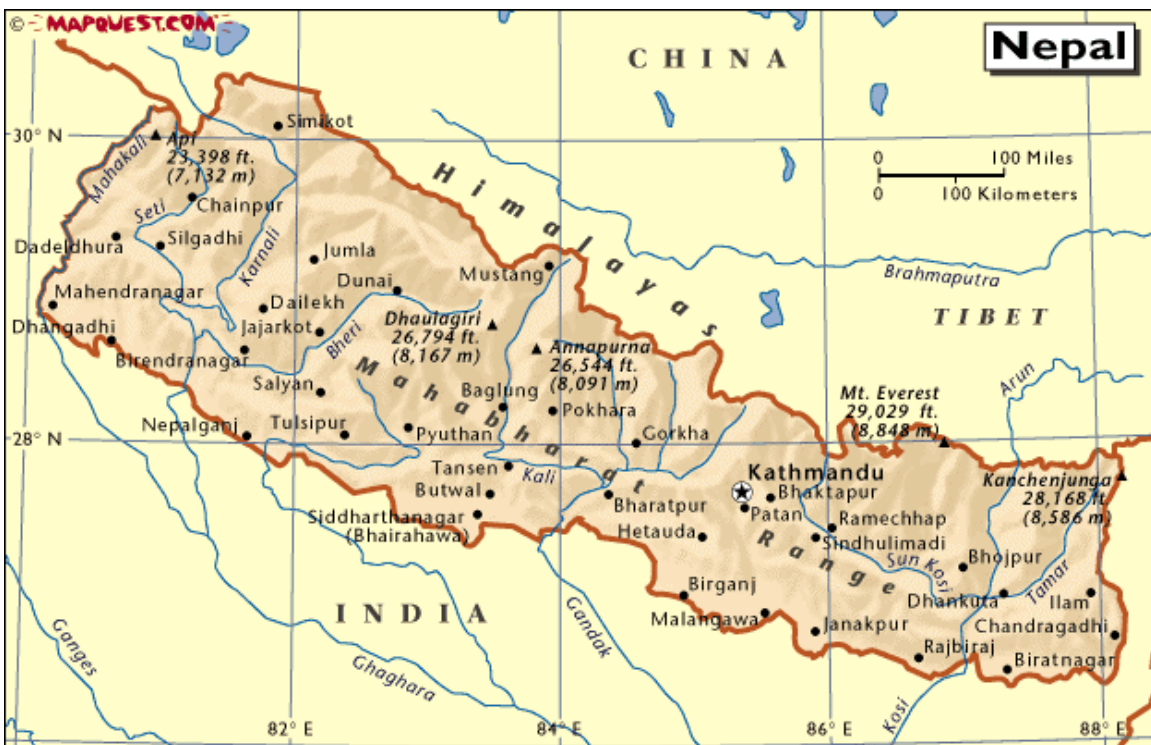 © MAPQUEST.COM
Nepal
CHINA
30° N
Simikot
Api
23,398 ft.
(7,132 m)
Mahakali
0 100 Miles
0 100 Kilometers
Himalayas
Seti
Chainpur
Dadeldhura
Silgadhi
Karnali
Jumla
Mustang
Brahmaputra
Dunai
Mahendranagar
Dailekh
Dhangadhi
Jajarkot
Bheri
Dhaulagiri
26,794 ft.
(8,167 m)
TIBET
Birendranagar
Annapurna
26,544 ft.
(8,091 m)
Arun
Salyan
Mahabharat
Range
Baglung
Pokhara
Mt. Everest
29,029 ft.
(8,848 m)
Nepalganj
Tulsipur
Pyuthan
Gorkha
28° N
Tansen
Kali
Kathmandu
Kanchenjunga
28,168 ft.
(8,586 m)
Butwal
Bharatpur
Bhaktapur
Patan
Siddharthanagar
(Bhairahawa)
Hetauda
Ramechhap
Sindhulimadi
Sun Kosi
Bhojpur
Tamar
Birganj
Dhankuta
Ilam
INDIA
Malangawa
Janakpur
Chandragadhi
Gandak
Rajbiraj
Biratnagar
Ganges
Ghaghara
Kosi
82° E
84° E
86° E
88° E